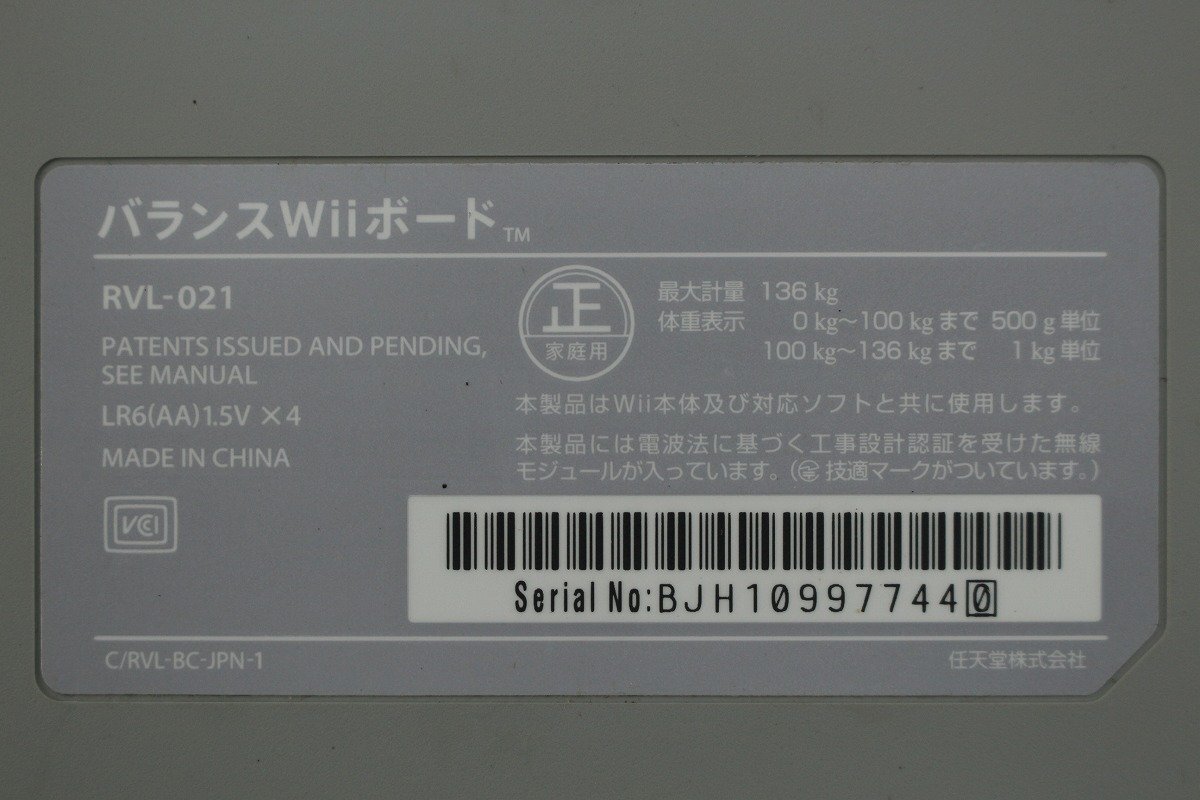 バランスWiiボード™
RVL-021
PATENTS ISSUED AND PENDING,
SEE MANUAL
LR6(AA)1.5V ×4
MADE IN CHINA
VCCI
正
家庭用
最大計量 136 kg
体重表示 0 kg～100 kgまで 500 g 単位
100 kg～136 kgまで 1 kg 単位
本製品はWii本体及び対応ソフトと共に使用します。
本製品には電波法に基づく工事設計認証を受けた無線
モジュールが入っています。( 技適マークがついています。)
Serial No:BJH109977440
C/RVL-BC-JPN-1
任天堂株式会社